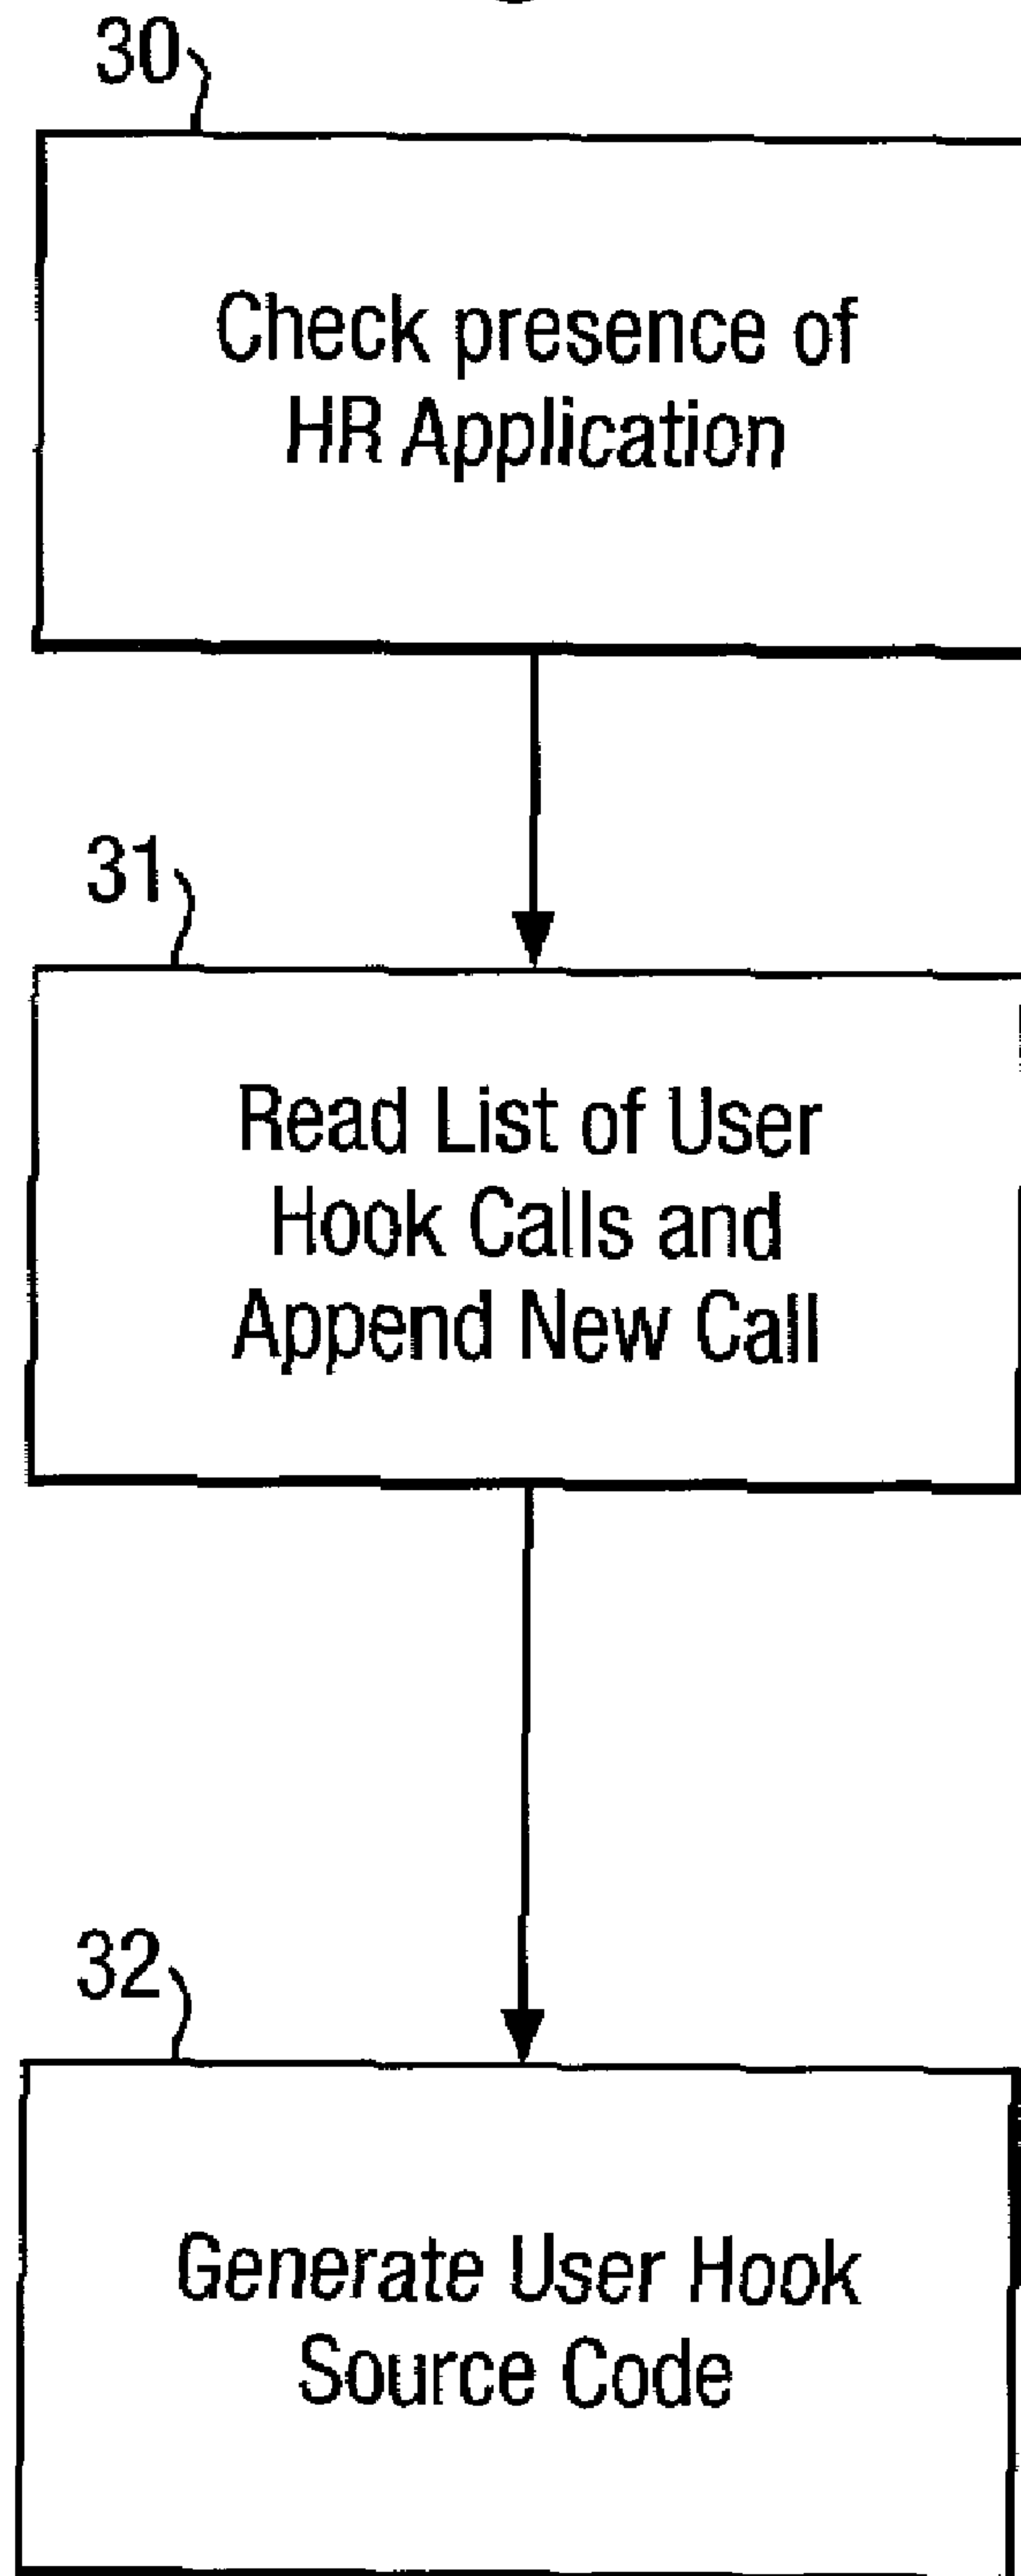 30
Check presence of
HR Application
31
Read List of User
Hook Calls and
Append New Call
32
Generate User Hook
Source Code